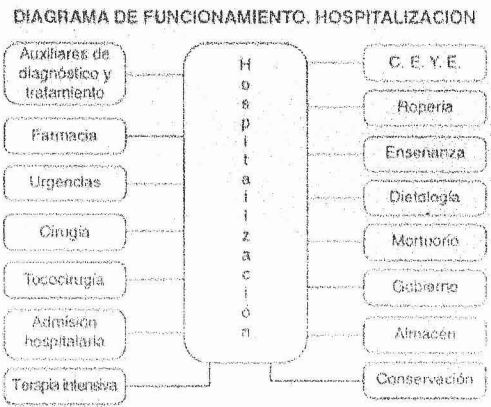 DIAGRAMA DE FUNCIONAMIENTO. HOSPITALIZACION
Auxiliares de
diagnóstico y
tratamiento
Farmacia
Urgencias
Cirugía
Tococirugía
Admisión
hospitalaria
Terapia intensiva
Hospitalización
C. E. Y. E.
Ropería
Enseñanza
Dietología
Mortuorio
Gobierno
Almacén
Conservación